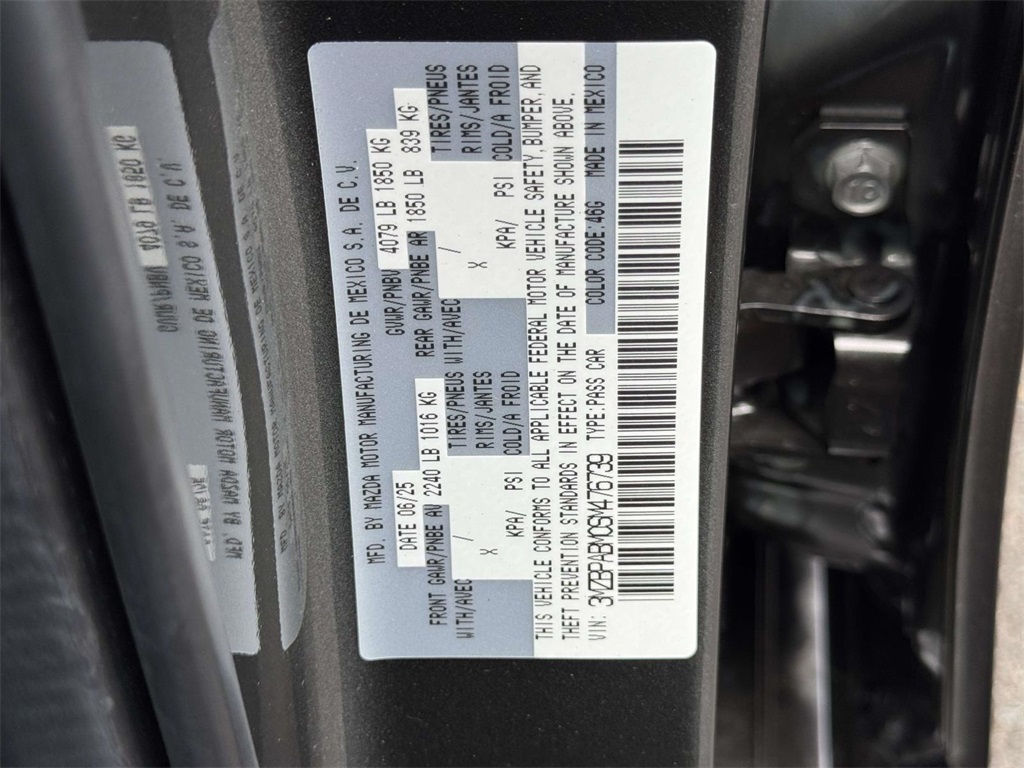 MFD. BY MAZDA MOTOR MANUFACTURING DE MEXICO S.A. DE C.V.
DATE 06/25 GVWR/PNBV 4079 LB 1850 KG
FRONT GAWR/PNBE AV 2240 LB 1016 KG REAR GAWR/PNBE AR 1850 LB 839 KG
WITH/AVEC / TIRES/PNEUS WITH/AVEC / TIRES/PNEUS
X RIMS/JANTES X RIMS/JANTES
KPA/ PSI COLD/A FROID KPA/ PSI COLD/A FROID
THIS VEHICLE CONFORMS TO ALL APPLICABLE FEDERAL MOTOR VEHICLE SAFETY, BUMPER, AND
THEFT PREVENTION STANDARDS IN EFFECT ON THE DATE OF MANUFACTURE SHOWN ABOVE.
VIN: 3MZBPABM0SM476739 TYPE:PASS CAR COLOR CODE:46G MADE IN MEXICO